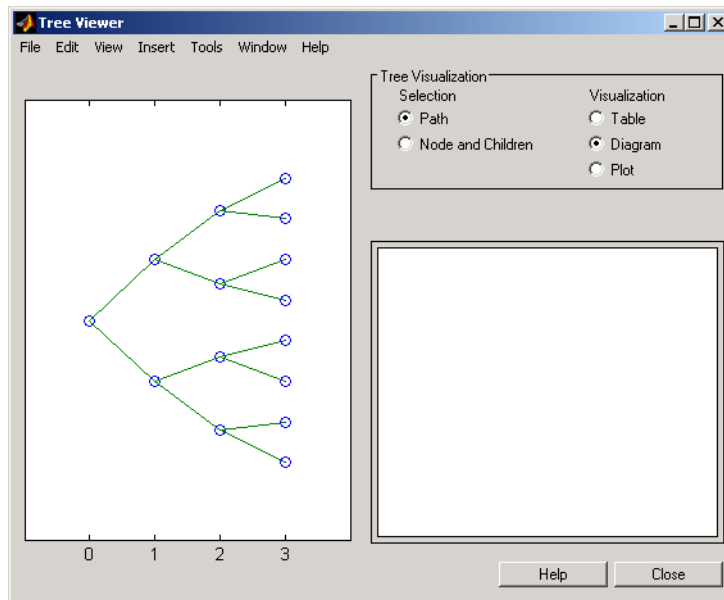 Tree Viewer
File Edit View Insert Tools Window Help
Tree Visualization
Selection Visualization
Path Table
Node and Children Diagram
Plot
0 1 2 3
Help Close